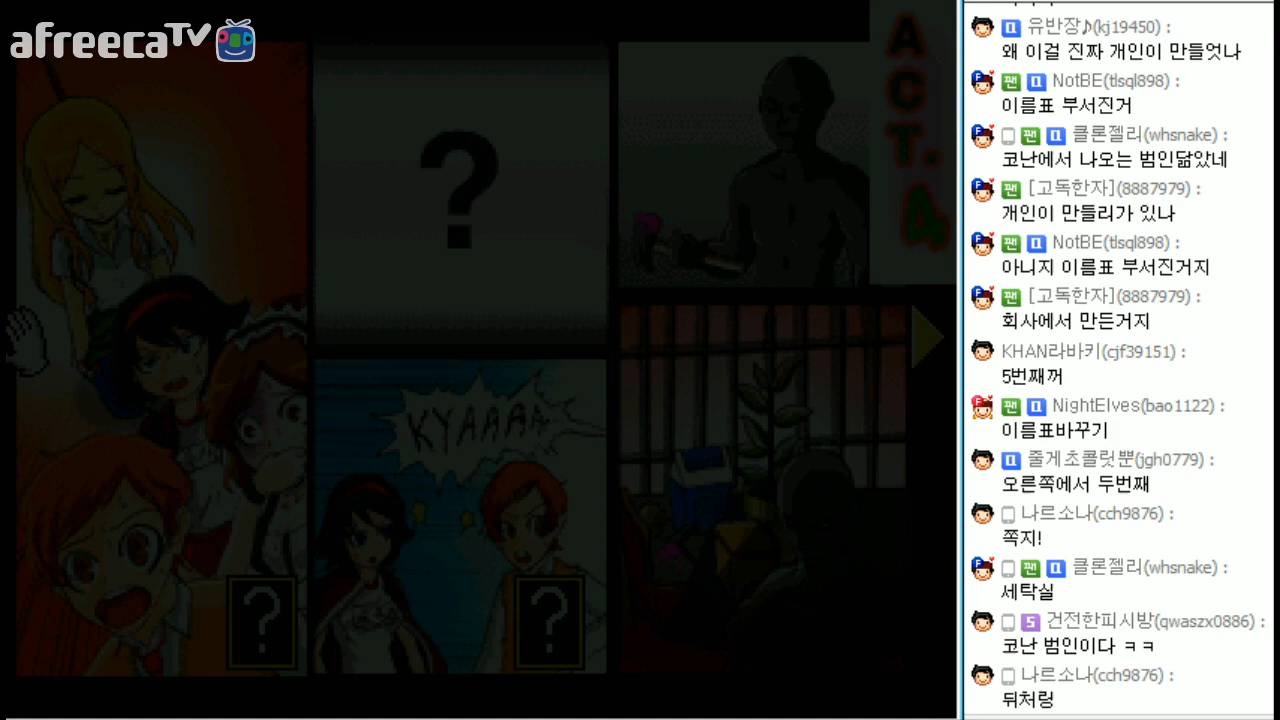 afreecaTV
ACT.4
?
KYAAAA
?
?
유반장♪(kj19450) :
왜 이걸 진짜 개인이 만들엇나
팬 NotBE(tlsql898) :
이름표 부서진거
팬 클론젤리(whsnake) :
코난에서 나오는 범인닮았네
팬 [고독한자](8887979) :
개인이 만들리가 있나
팬 NotBE(tlsql898) :
아니지 이름표 부서진거지
팬 [고독한자](8887979) :
회사에서 만든거지
KHAN라바키(cjf39151) :
5번째꺼
팬 NightElves(bao1122) :
이름표바꾸기
줄게초콜릿뿐(jgh0779) :
오른쪽에서 두번째
나르소나(cch9876) :
쪽지!
팬 클론젤리(whsnake) :
세탁실
S 건전한피시방(qwaszx0886) :
코난 범인이다 ㅋㅋ
나르소나(cch9876) :
뒤처링